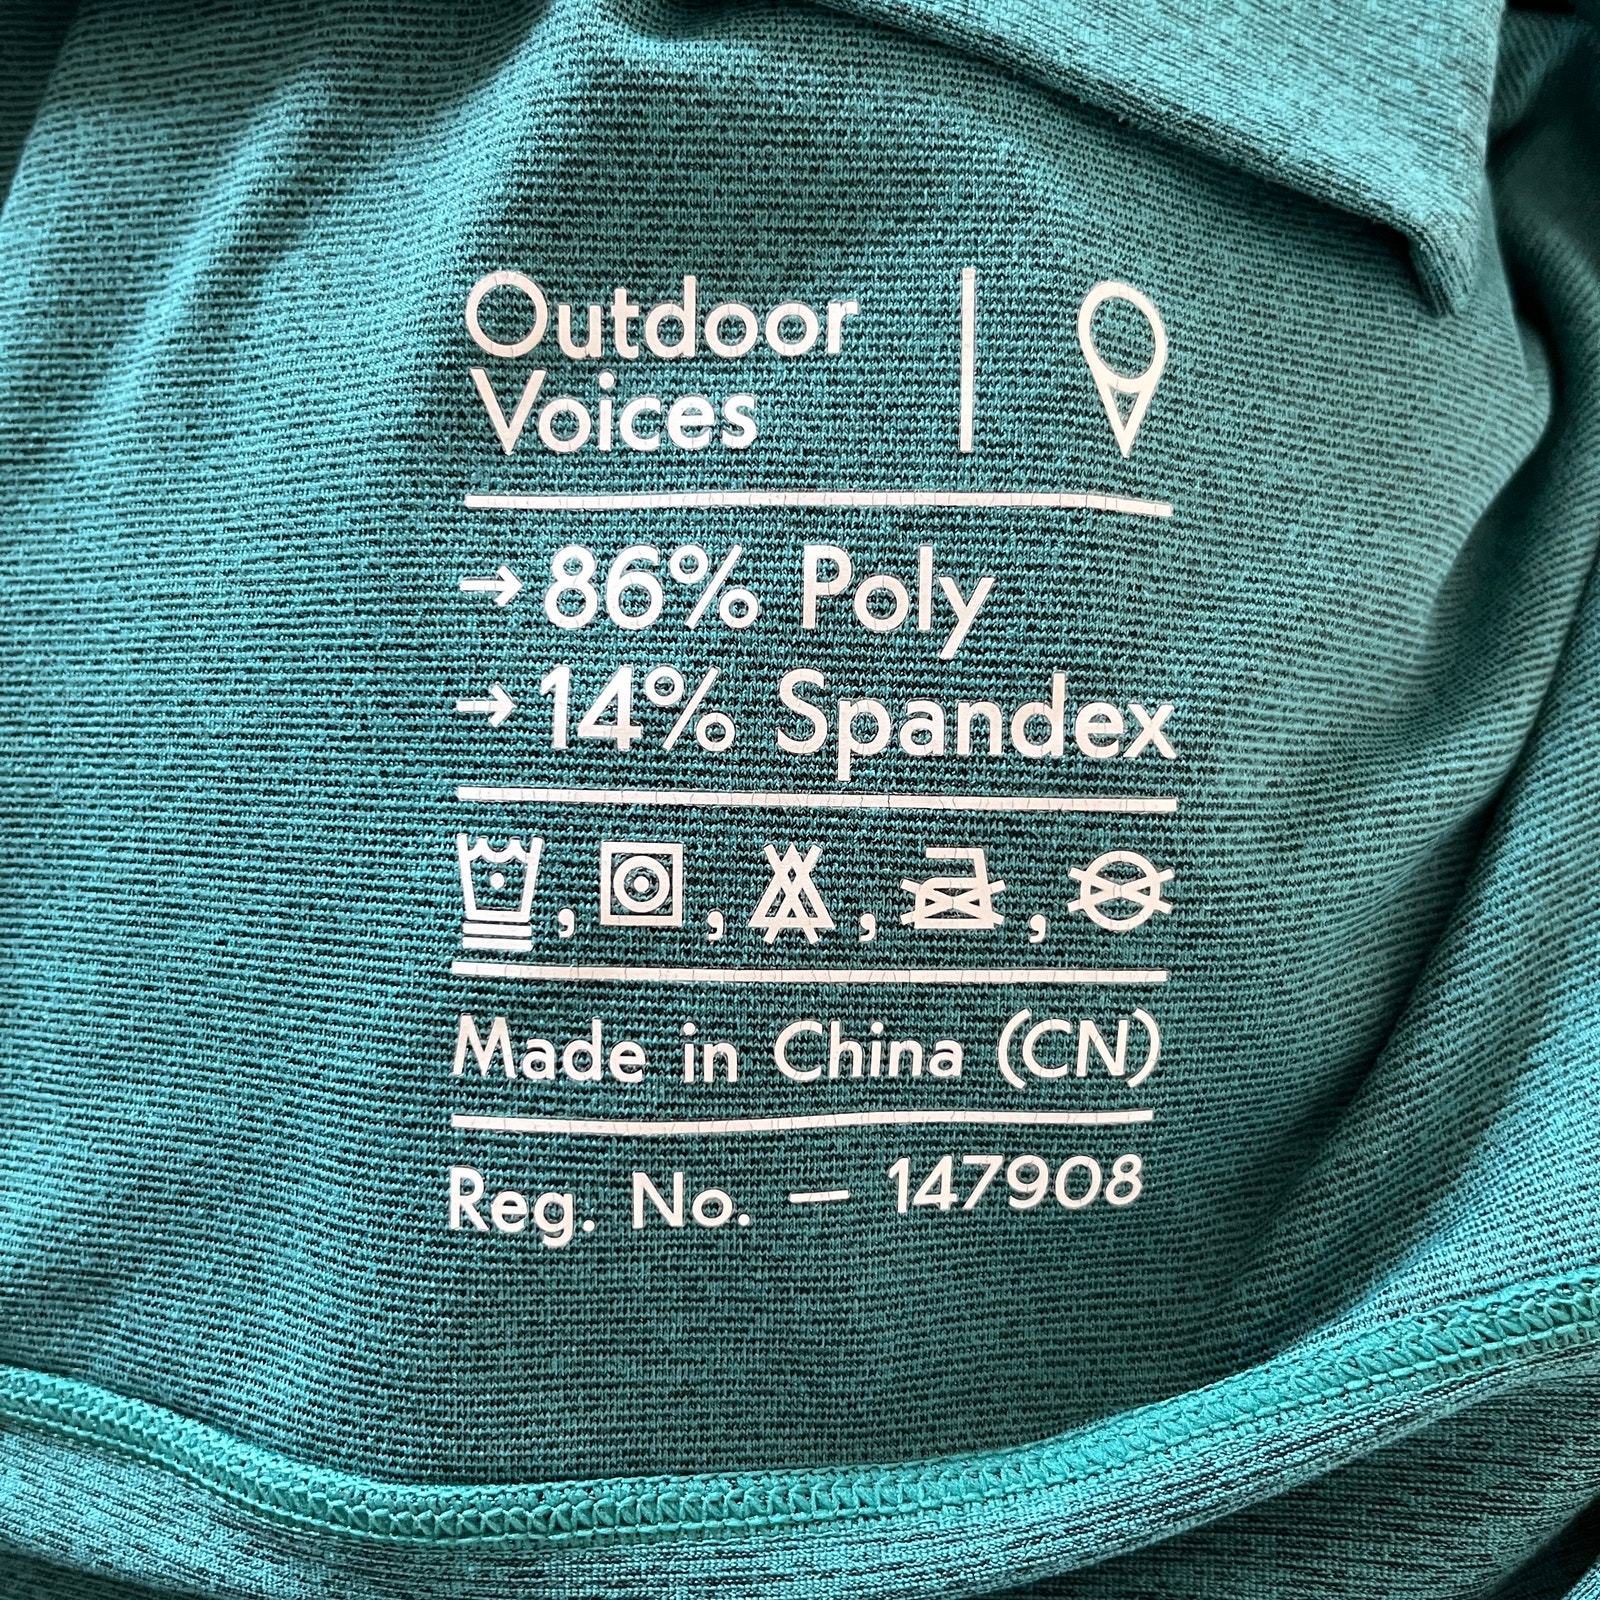 Outdoor
Voices
→86% Poly
→14% Spandex
, , , ,
Made in China (CN)
Reg. No. — 147908